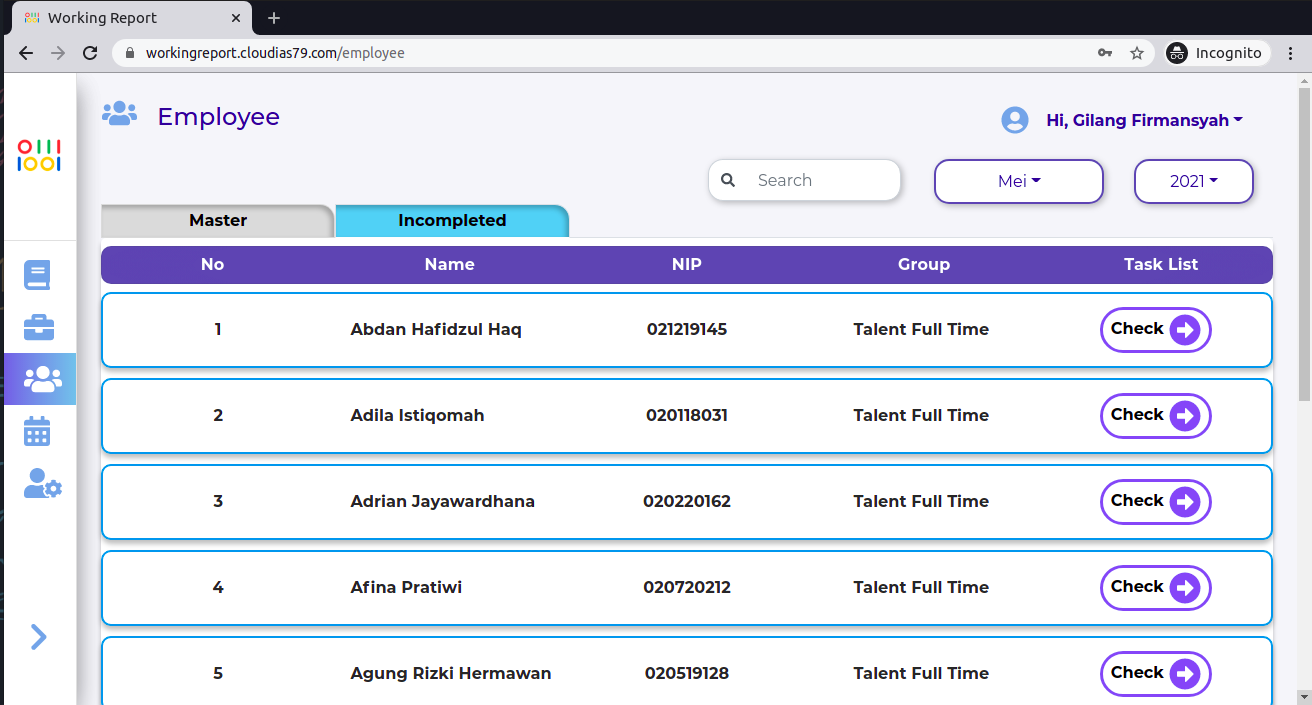 Working Report
workingreport.cloudias79.com/employee
Incognito
Employee
Hi, Gilang Firmansyah
Search
Mei
2021
Master
Incompleted
No Name NIP Group Task List
1 Abdan Hafidzul Haq 021219145 Talent Full Time Check
2 Adila Istiqomah 020118031 Talent Full Time Check
3 Adrian Jayawardhana 020220162 Talent Full Time Check
4 Afina Pratiwi 020720212 Talent Full Time Check
5 Agung Rizki Hermawan 020519128 Talent Full Time Check